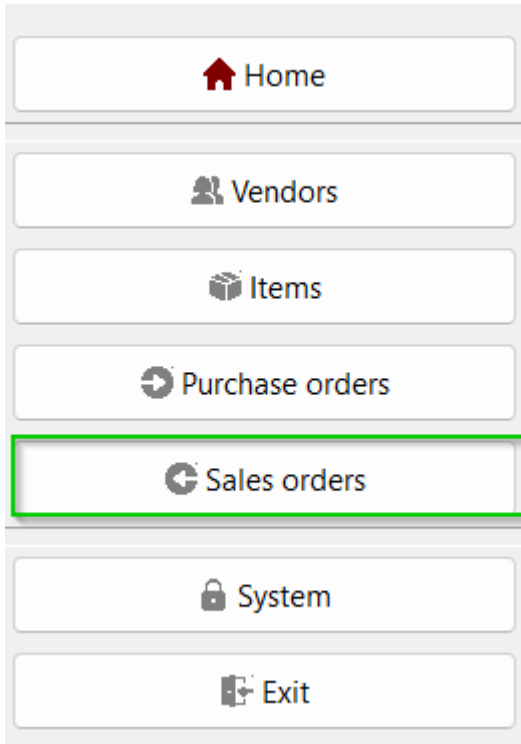 Home
Vendors
Items
Purchase orders
Sales orders
System
Exit